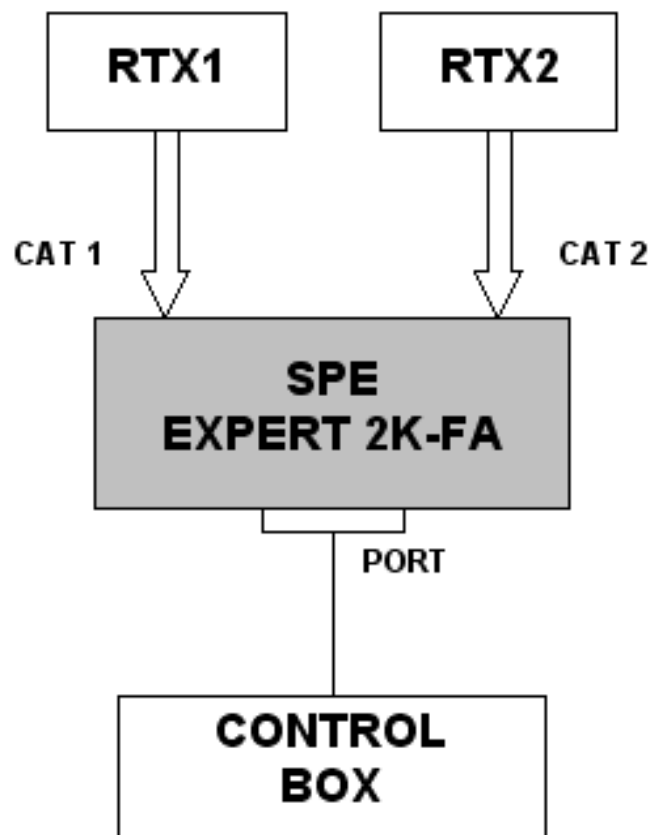 RTX1
RTX2
CAT 1
CAT 2
SPE
EXPERT 2K-FA
PORT
CONTROL
BOX